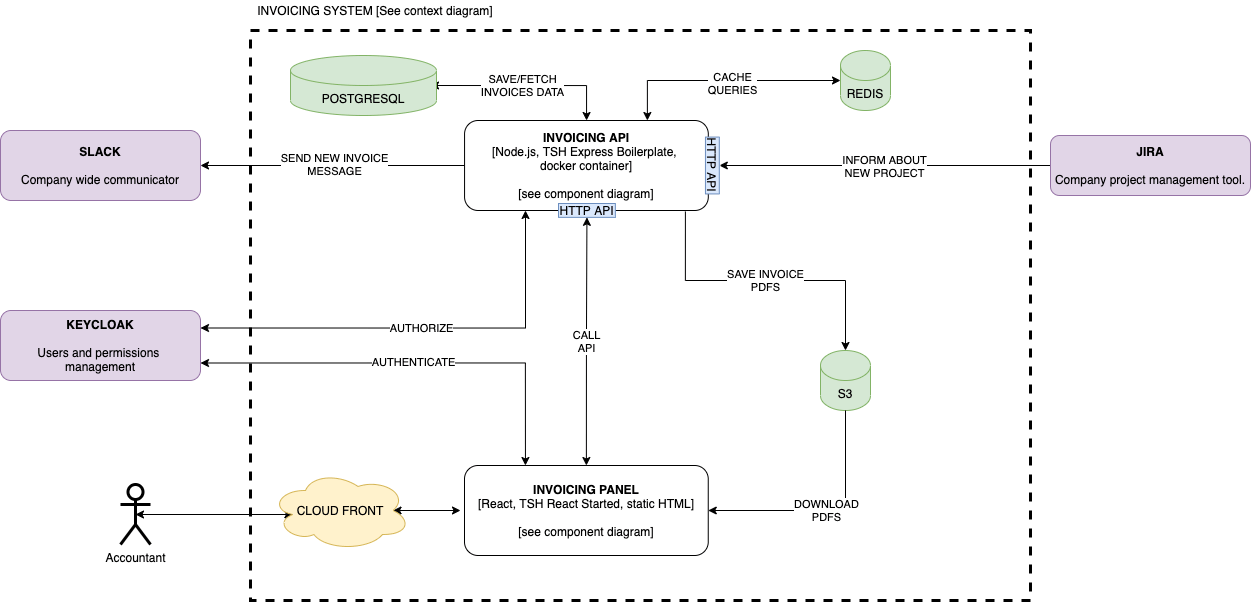 INVOICING SYSTEM [See context diagram]
POSTGRESQL
SAVE/FETCH
INVOICES DATA
CACHE
QUERIES
REDIS
SLACK
Company wide communicator
SEND NEW INVOICE
MESSAGE
INVOICING API
[Node.js, TSH Express Boilerplate,
docker container]
[see component diagram]
HTTP API
HTTP API
INFORM ABOUT
NEW PROJECT
JIRA
Company project management tool.
SAVE INVOICE
PDFS
KEYCLOAK
Users and permissions
management
AUTHORIZE
AUTHENTICATE
CALL
API
S3
INVOICING PANEL
[React, TSH React Started, static HTML]
[see component diagram]
CLOUD FRONT
DOWNLOAD
PDFS
Accountant